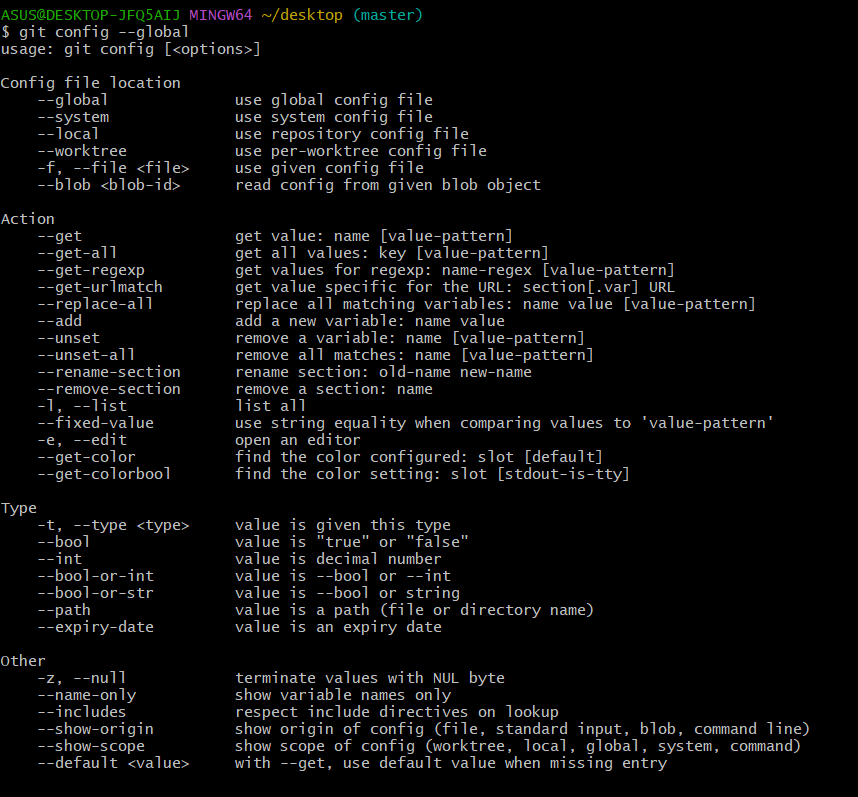 ASUS@DESKTOP-JFQ5AIJ MINGW64 ~/desktop (master)
$ git config --global
usage: git config [<options>]

Config file location
    --global              use global config file
    --system              use system config file
    --local               use repository config file
    --worktree            use per-worktree config file
    -f, --file <file>     use given config file
    --blob <blob-id>      read config from given blob object

Action
    --get                 get value: name [value-pattern]
    --get-all             get all values: key [value-pattern]
    --get-regexp          get values for regexp: name-regex [value-pattern]
    --get-urlmatch        get value specific for the URL: section[.var] URL
    --replace-all         replace all matching variables: name value [value-pattern]
    --add                 add a new variable: name value
    --unset               remove a variable: name [value-pattern]
    --unset-all           remove all matches: name [value-pattern]
    --rename-section      rename section: old-name new-name
    --remove-section      remove a section: name
    -l, --list            list all
    --fixed-value         use string equality when comparing values to 'value-pattern'
    -e, --edit            open an editor
    --get-color           find the color configured: slot [default]
    --get-colorbool       find the color setting: slot [stdout-is-tty]

Type
    -t, --type <type>     value is given this type
    --bool                value is "true" or "false"
    --int                 value is decimal number
    --bool-or-int         value is --bool or --int
    --bool-or-str         value is --bool or string
    --path                value is a path (file or directory name)
    --expiry-date         value is an expiry date

Other
    -z, --null            terminate values with NUL byte
    --name-only           show variable names only
    --includes            respect include directives on lookup
    --show-origin         show origin of config (file, standard input, blob, command line)
    --show-scope          show scope of config (worktree, local, global, system, command)
    --default <value>     with --get, use default value when missing entry